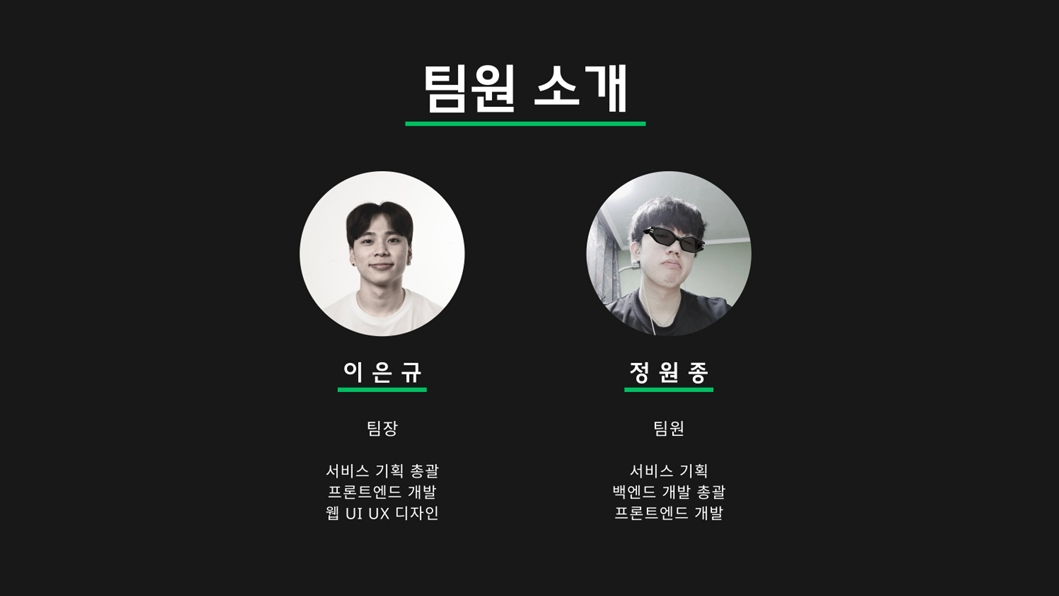 팀원 소개
이은규
정원종
팀장
팀원
서비스 기획 총괄
프론트엔드 개발
웹 UI UX 디자인
서비스 기획
백엔드 개발 총괄
프론트엔드 개발